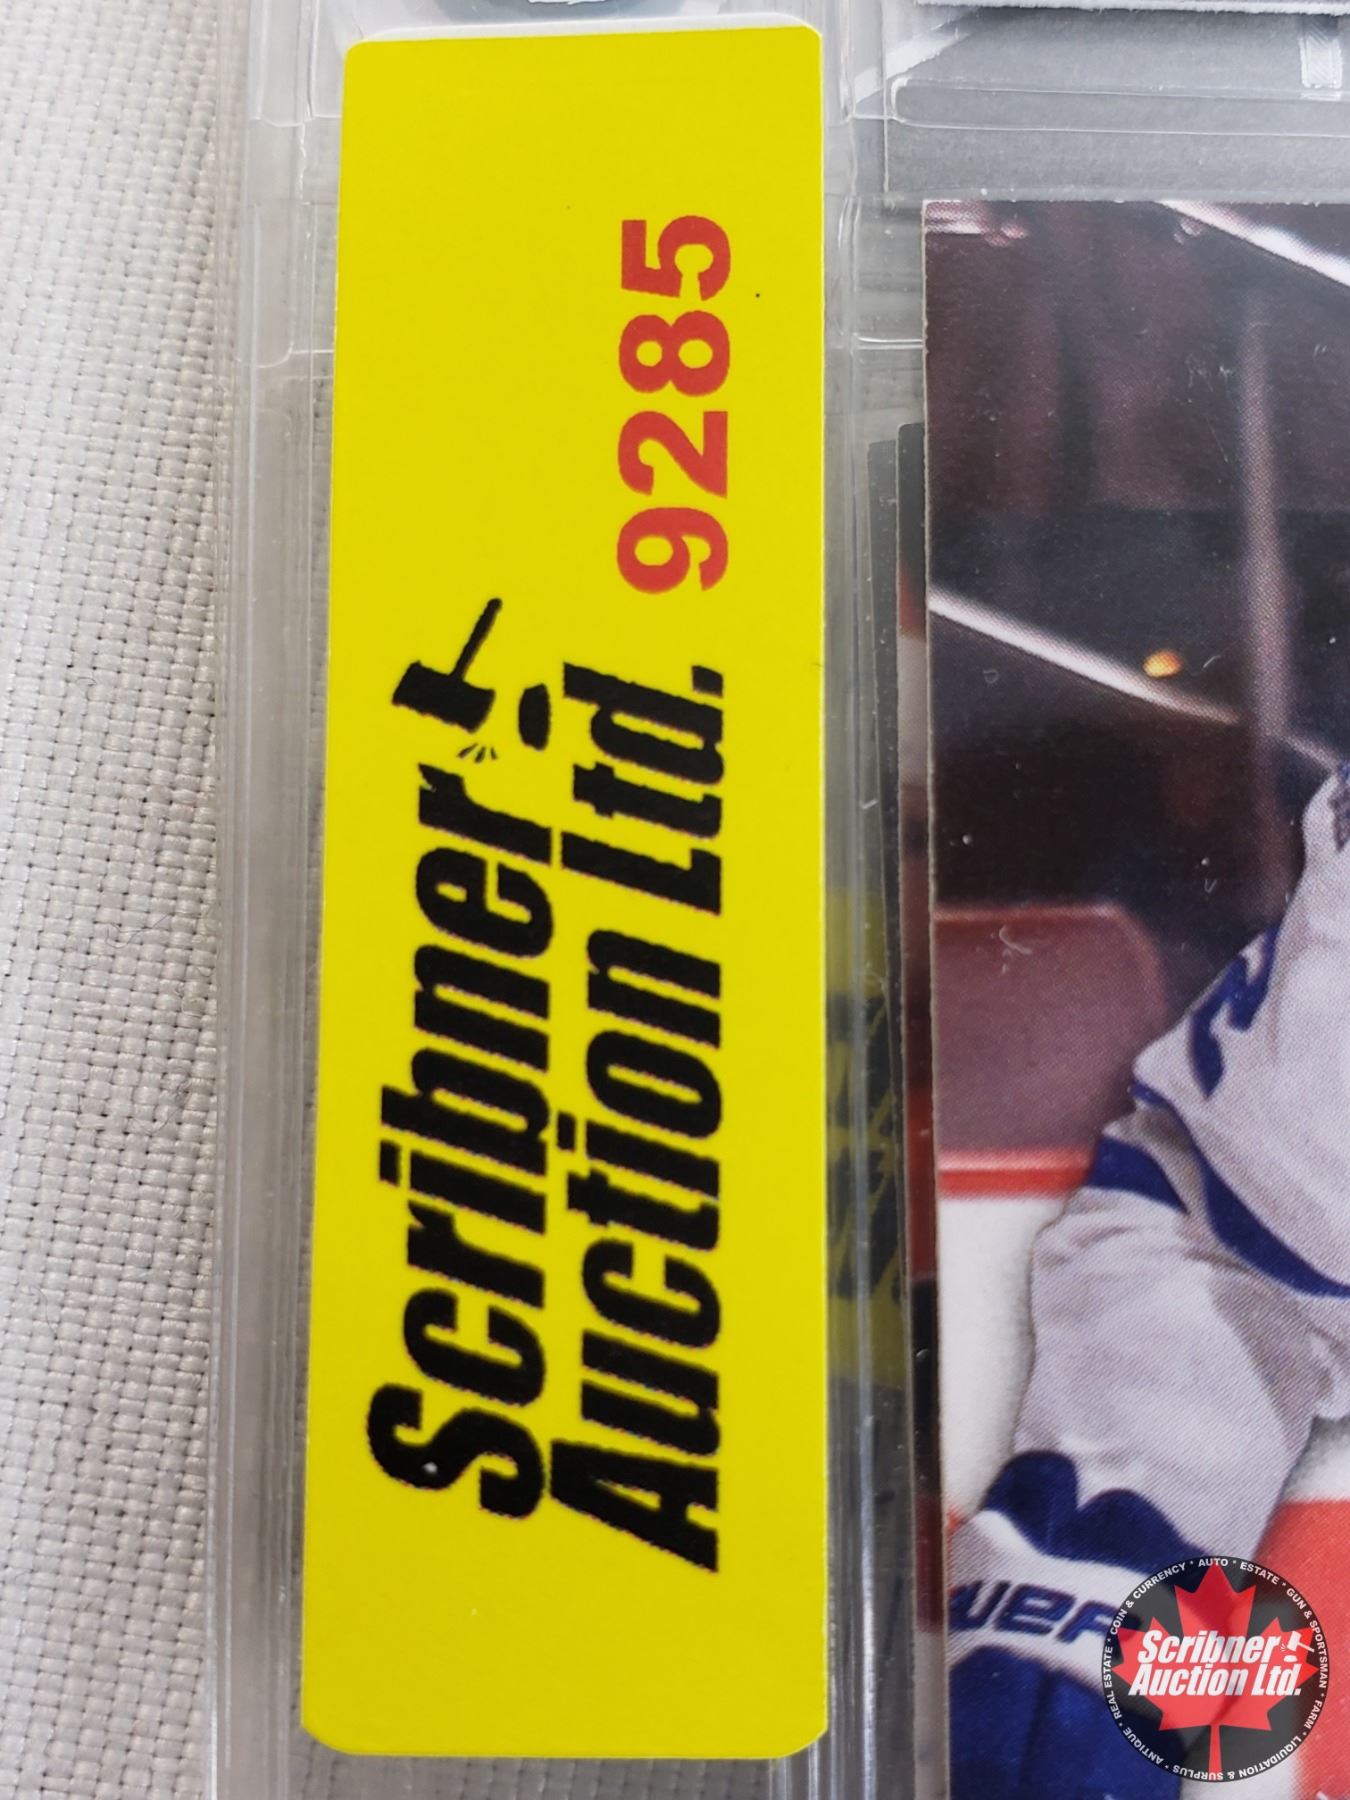 Scribner
Auction Ltd. 9285
Scribner
Auction Ltd.
ANTIQUE * REAL ESTATE * COIN & CURRENCY * AUTO * ESTATE * GUN & SPORTSMAN * FARM * LIQUIDATION & SURPLUS *